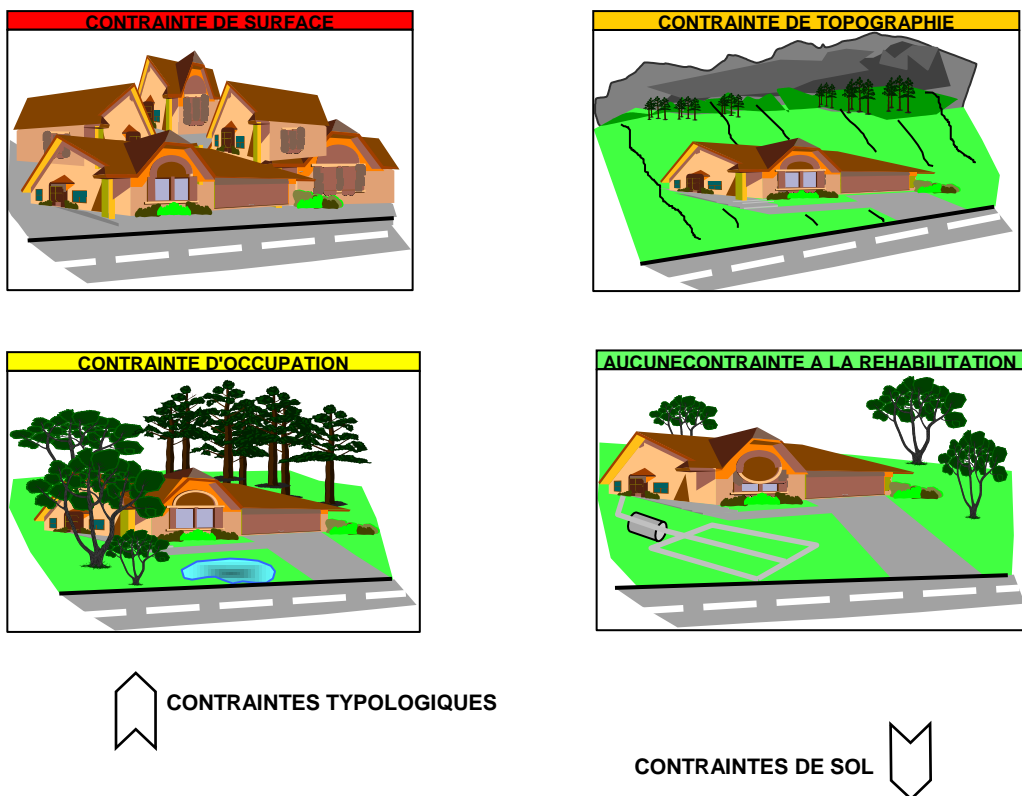 CONTRAINTE DE SURFACE
CONTRAINTE DE TOPOGRAPHIE
CONTRAINTE D'OCCUPATION
AUCUNECONTRAINTE A LA REHABILITATION
CONTRAINTES TYPOLOGIQUES
CONTRAINTES DE SOL